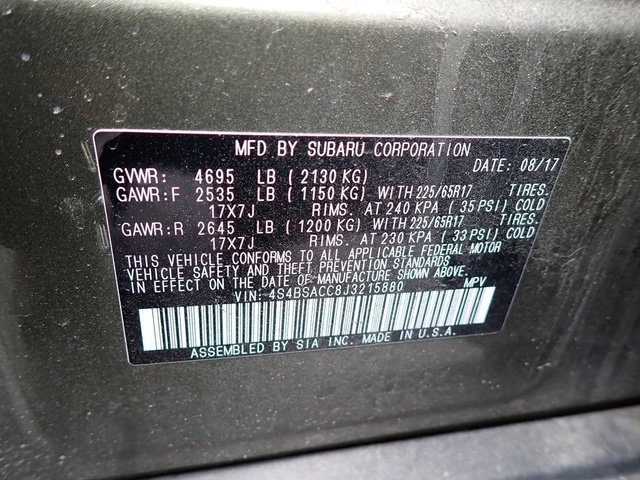 MFD BY SUBARU CORPORATION
DATE: 08/17
GVWR: 4695 LB (2130 KG)
GAWR:F 2535 LB (1150 KG) WITH 225/65R17 TIRES.
17X7J RIMS. AT 240 KPA (35 PSI) COLD
GAWR:R 2645 LB (1200 KG) WITH 225/65R17 TIRES.
17X7J RIMS. AT 230 KPA (33 PSI) COLD
THIS VEHICLE CONFORMS TO ALL APPLICABLE FEDERAL MOTOR
VEHICLE SAFETY AND THEFT PREVENTION STANDARDS
IN EFFECT ON THE DATE OF MANUFACTURE SHOWN ABOVE.
VIN: 4S4BSACC8J3215880 MPV
ASSEMBLED BY SIA INC. MADE IN U.S.A.